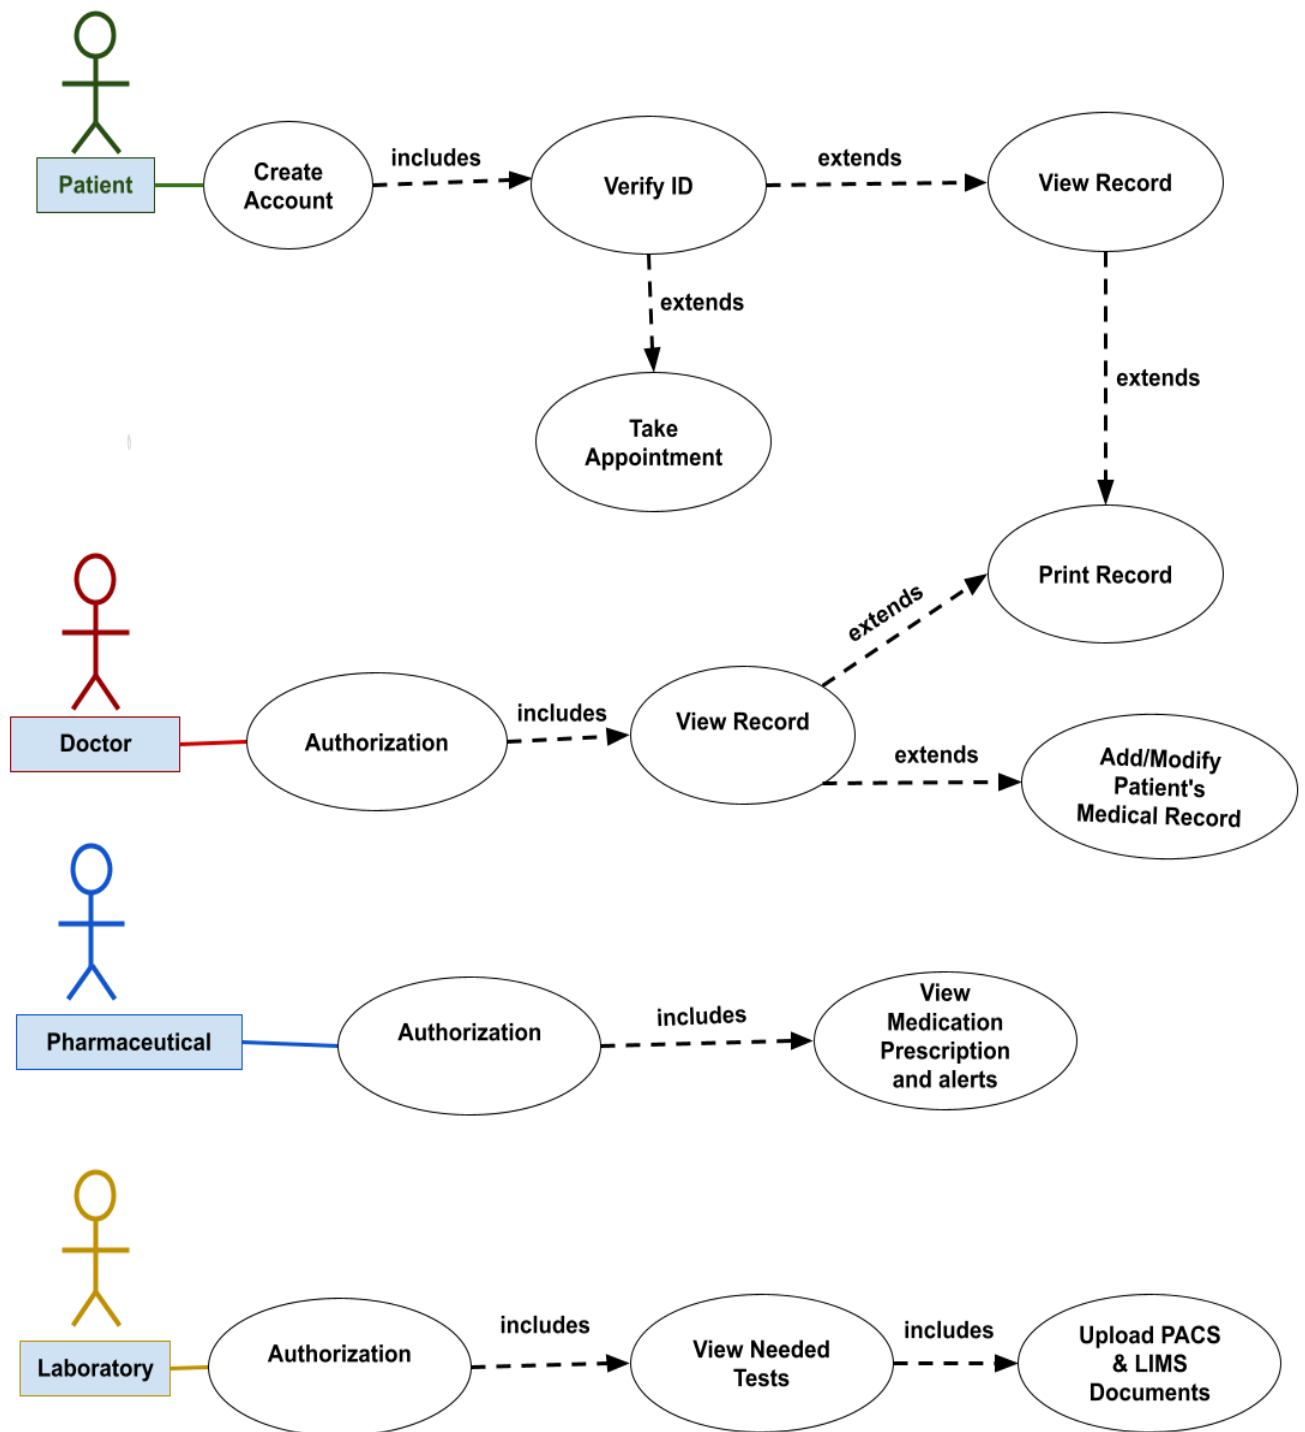 Patient
Create
Account
includes
Verify ID
extends
View Record
extends
Take
Appointment
extends
Print Record
Doctor
Authorization
includes
View Record
extends
extends
Add/Modify
Patient's
Medical Record
Pharmaceutical
Authorization
includes
View
Medication
Prescription
and alerts
Laboratory
Authorization
includes
View Needed
Tests
includes
Upload PACS
& LIMS
Documents